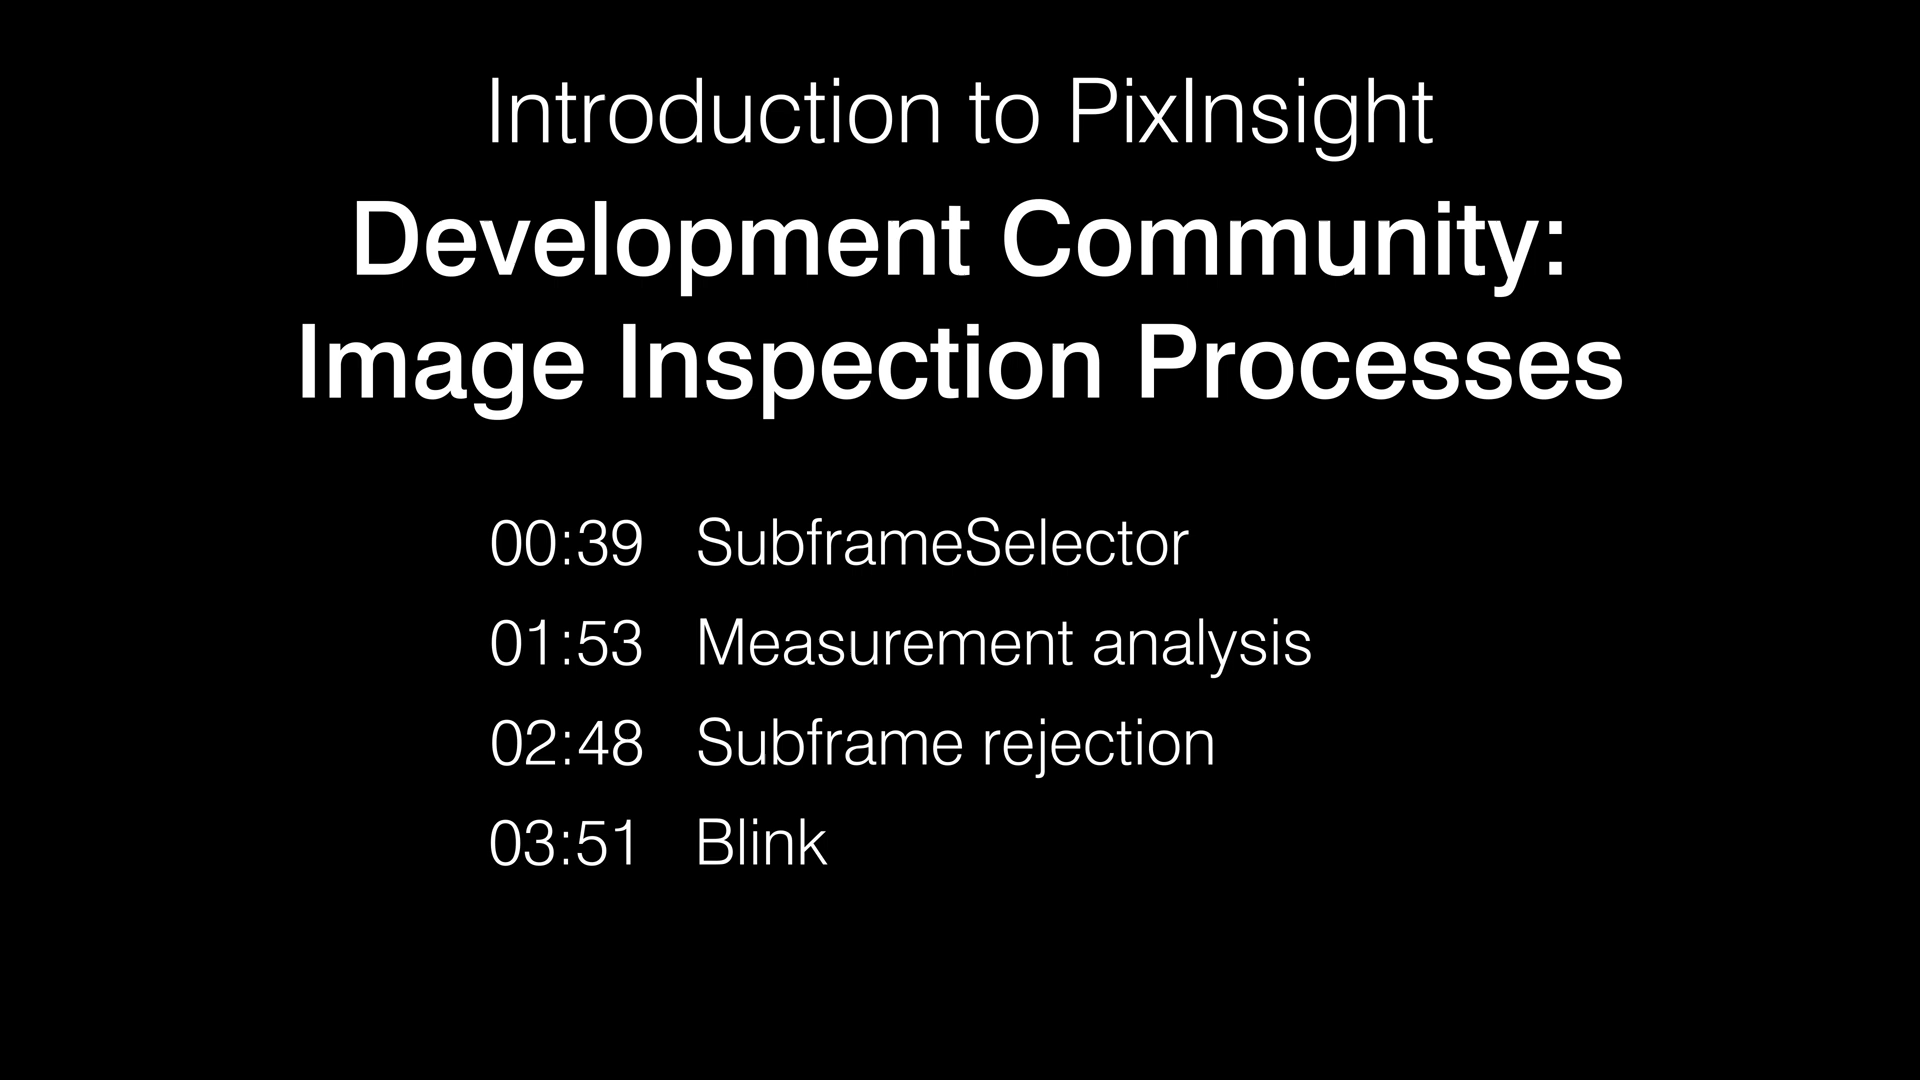 Introduction to PixInsight
Development Community:
Image Inspection Processes
00:39 SubframeSelector
01:53 Measurement analysis
02:48 Subframe rejection
03:51 Blink